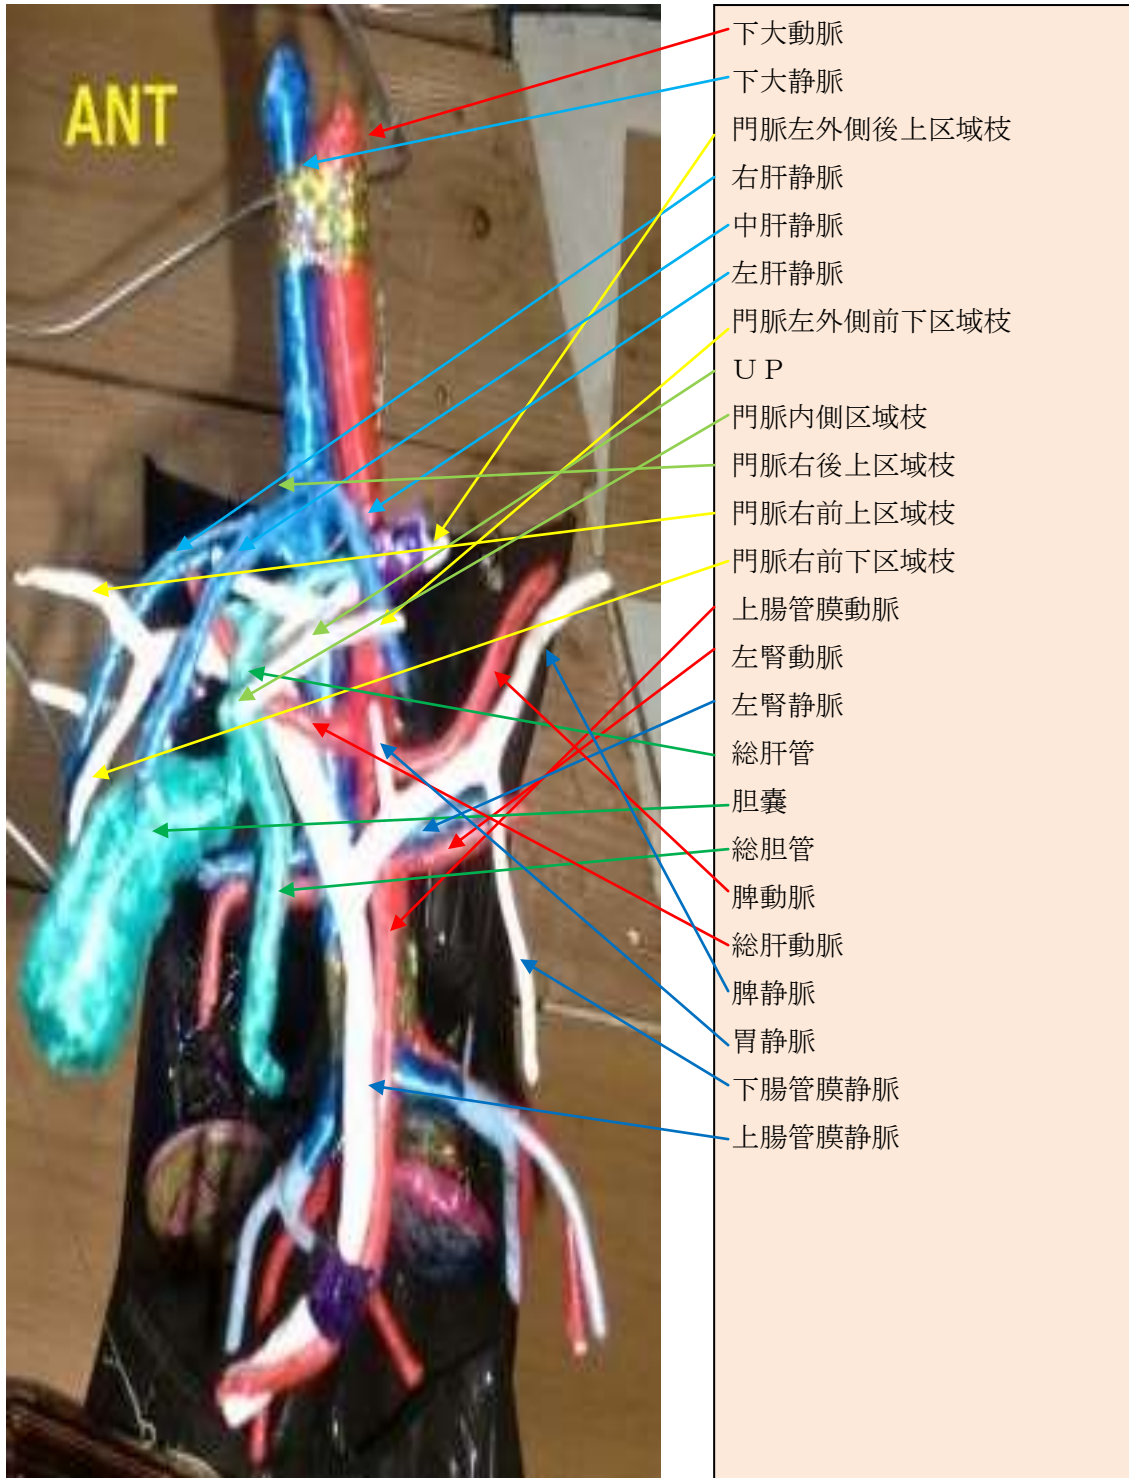 ANT
下大動脈
下大静脈
門脈左外側後上区域枝
右肝静脈
中肝静脈
左肝静脈
門脈左外側前下区域枝
ＵＰ
門脈内側区域枝
門脈右後上区域枝
門脈右前上区域枝
門脈右前下区域枝
上腸管膜動脈
左腎動脈
左腎静脈
総肝管
胆嚢
総胆管
脾動脈
総肝動脈
脾静脈
胃静脈
下腸管膜静脈
上腸管膜静脈